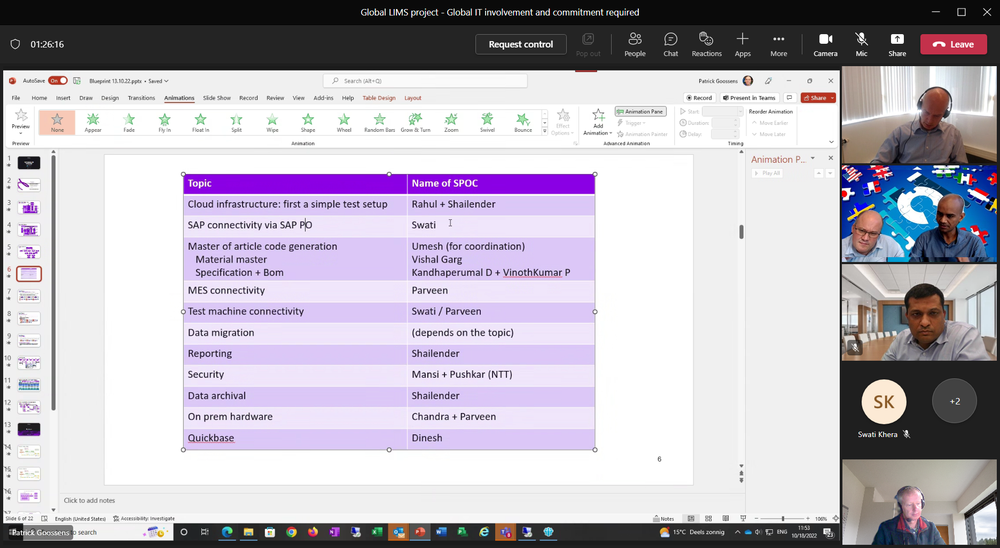 Global LIMS project - Global IT involvement and commitment required
01:26:16
Request control
Pop out
People
Chat
Reactions
Apps
More
Camera
Mic
Share
Leave
AutoSave On
Blueprint 13.10.22.pptx • Saved
Search (Alt+Q)
Patrick Goossens
File Home Insert Draw Design Transitions Animations Slide Show Record Review View Add-ins Help Table Design Layout
Record
Present in Teams
Share
Preview
None
Appear
Fade
Fly In
Float In
Split
Wipe
Shape
Wheel
Random Bars
Grow & Turn
Zoom
Swivel
Bounce
Effect
Options
Add
Animation
Animation Pane
Trigger
Animation Painter
Start:
Duration:
Delay:
Reorder Animation
Move Earlier
Move Later
Preview
Animation
Advanced Animation
Timing
Animation P...
Play All
1
2
3
4
5
6
7
8
9
10
11
12
13
14
15
16
Topic Name of SPOC
Cloud infrastructure: first a simple test setup Rahul + Shailender
SAP connectivity via SAP PO Swati
Master of article code generation Umesh (for coordination)
Material master Vishal Garg
Specification + Bom Kandhaperumal D + VinothKumar P
MES connectivity Parveen
Test machine connectivity Swati / Parveen
Data migration (depends on the topic)
Reporting Shailender
Security Mansi + Pushkar (NTT)
Data archival Shailender
On prem hardware Chandra + Parveen
Quickbase Dinesh
6
Click to add notes
Slide 6 of 22
English (United States)
Accessibility: Investigate
Notes
106%
Patrick Goossens
to search
15°C Deels zonnig
ENG
11:53
10/18/2022
23
8
SK
+2
Swati Khera